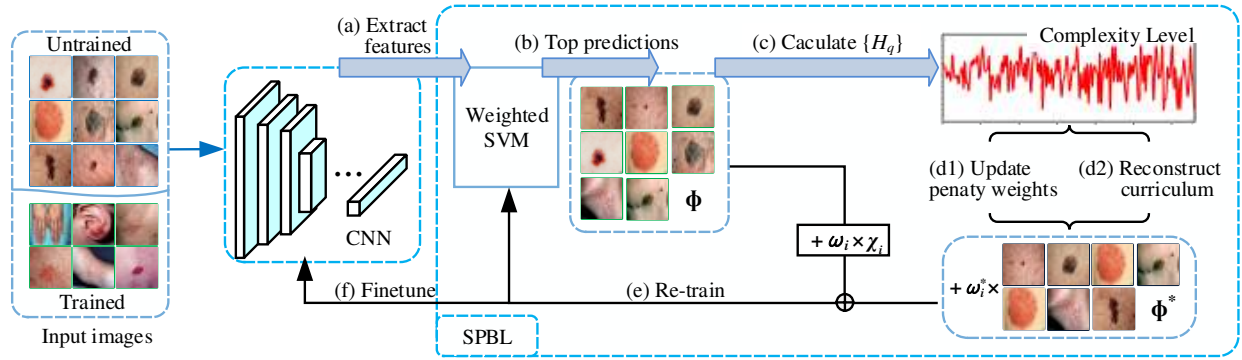 Untrained
Trained
Input images
(a) Extract
features
CNN
Weighted
SVM
(b) Top predictions
Φ
(c) Caculate {H_q}
Complexity Level
(d1) Update
penaty weights
(d2) Reconstruct
curriculum
+ ω_i × χ_i
+ ω_i^* ×
Φ^*
(e) Re-train
(f) Finetune
SPBL